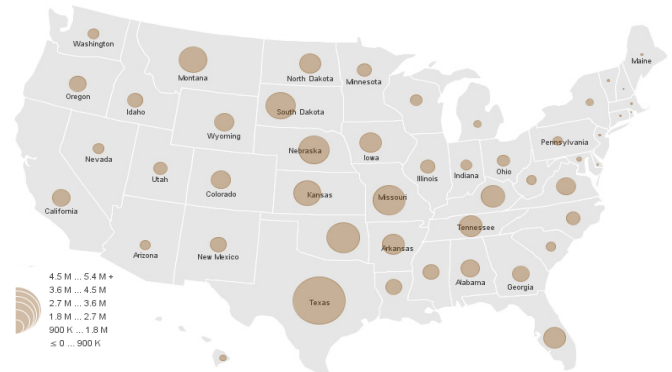 Washington
Maine
Montana
North Dakota
Minnesota
Oregon
Idaho
South Dakota
Wyoming
Pennsylvania
Nebraska
Iowa
Nevada
Utah
Colorado
Illinois
Indiana
Ohio
Kansas
Missouri
California
Tennessee
Arizona
New Mexico
Arkansas
Alabama
Georgia
Texas
4.5 M ... 5.4 M +
3.6 M ... 4.5 M
2.7 M ... 3.6 M
1.8 M ... 2.7 M
900 K ... 1.8 M
≤ 0 ... 900 K